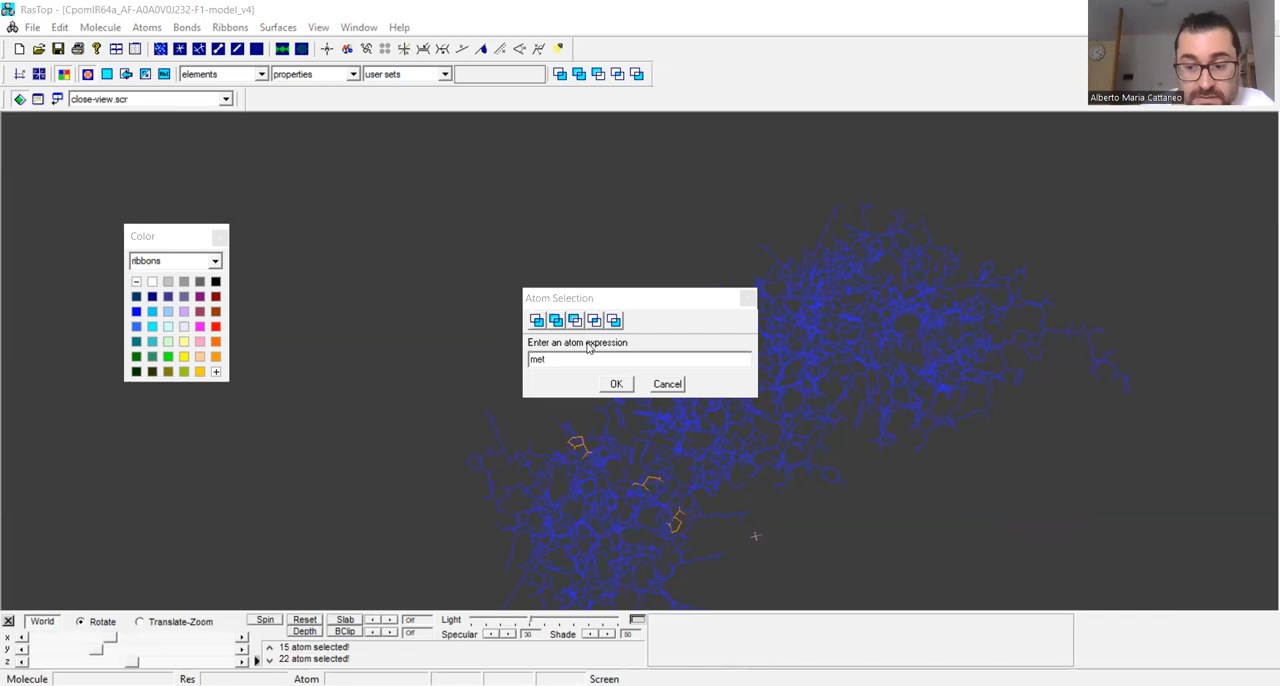 RasTop - [CpomIR64a_AF-A0A0V0J232-F1-model_v4]
File Edit Molecule Atoms Bonds Ribbons Surfaces View Window Help
elements properties user sets
close-view.scr
Alberto Maria Cattaneo
Color
ribbons
Atom Selection
Enter an atom expression
met
OK Cancel
World Rotate Translate-Zoom Spin Reset Slab Off Light
Depth BClip Off Specular 30 Shade 60
x
y 15 atom selected!
z 22 atom selected!
Molecule Res Atom Screen